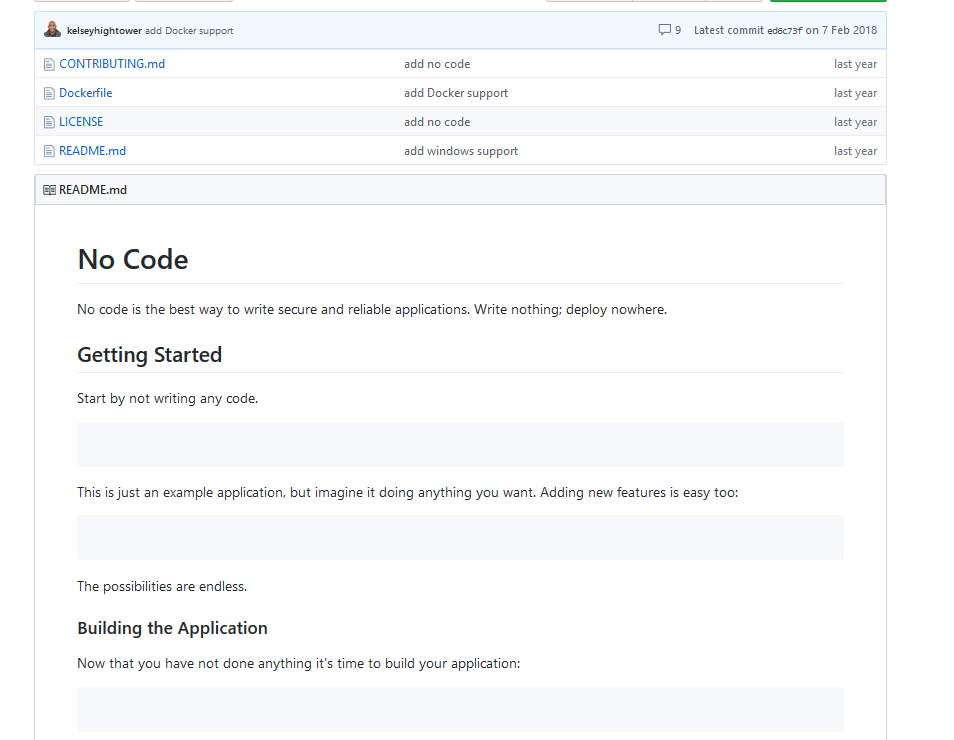 kelseyhightower add Docker support 9 Latest commit ed6c73f on 7 Feb 2018
CONTRIBUTING.md add no code last year
Dockerfile add Docker support last year
LICENSE add no code last year
README.md add windows support last year
README.md
No Code
No code is the best way to write secure and reliable applications. Write nothing; deploy nowhere.
Getting Started
Start by not writing any code.
This is just an example application, but imagine it doing anything you want. Adding new features is easy too:
The possibilities are endless.
Building the Application
Now that you have not done anything it's time to build your application: